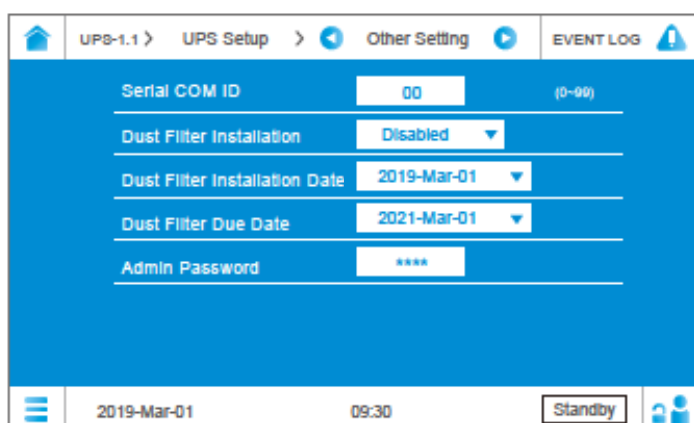 UPS-1.1 > UPS Setup > Other Setting EVENT LOG
Serial COM ID 00 (0~99)
Dust Filter Installation Disabled
Dust Filter Installation Date 2019-Mar-01
Dust Filter Due Date 2021-Mar-01
Admin Password ****
2019-Mar-01 09:30 Standby